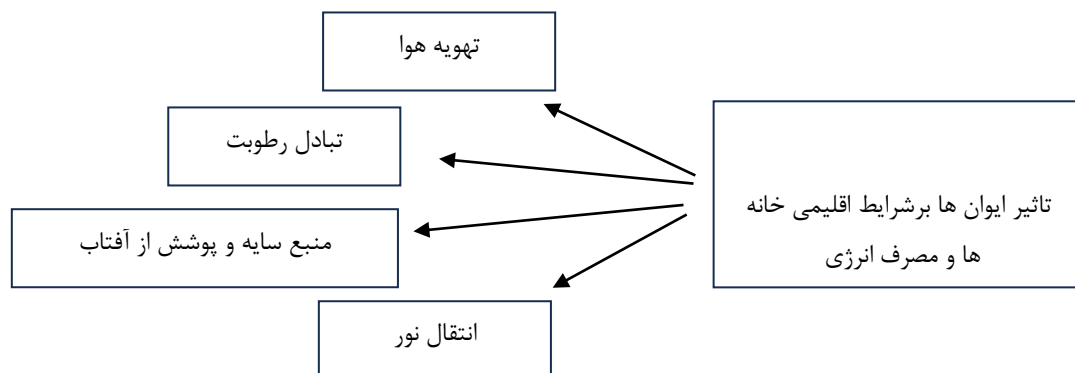 تهویه هوا
تبادل رطوبت
تاثیر ایوان ها برشرایط اقلیمی خانه
ها و مصرف انرژی
منبع سایه و پوشش از آفتاب
انتقال نور